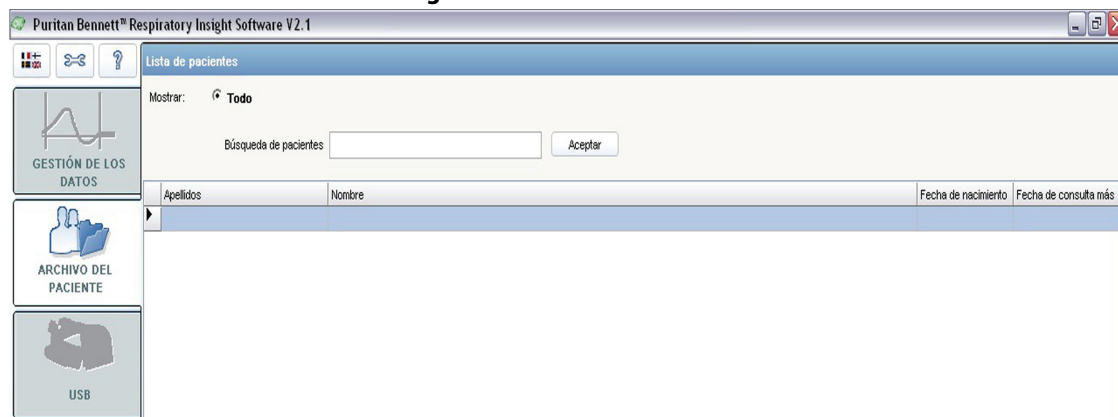 Puritan Bennett™ Respiratory Insight Software V2.1
Lista de pacientes
Mostrar: Todo
Búsqueda de pacientes Aceptar
GESTIÓN DE LOS
DATOS
Apellidos Nombre Fecha de nacimiento Fecha de consulta más
ARCHIVO DEL
PACIENTE
USB